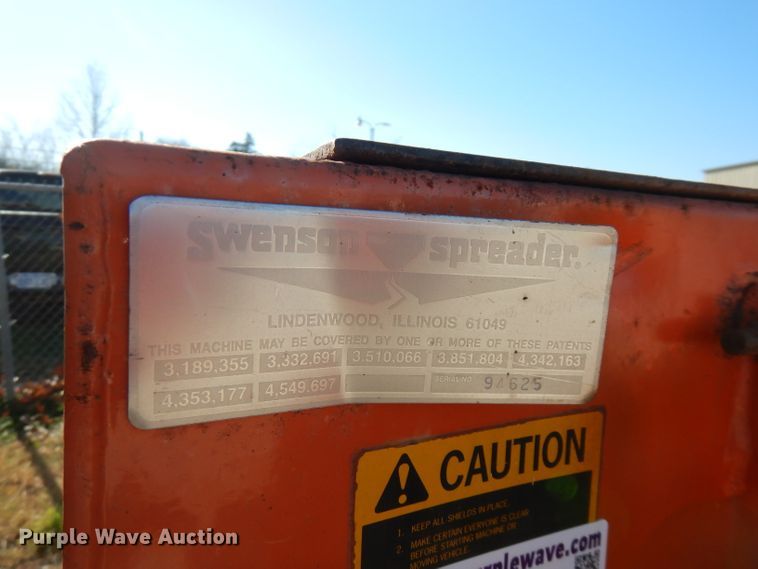 Swenson spreader®
LINDENWOOD, ILLINOIS 61049
THIS MACHINE MAY BE COVERED BY ONE OR MORE OF THESE PATENTS
3,189,355 3,332,691 3,510,066 3,851,804 4,342,163
4,353,177 4,549,697 SERIAL NO. 94625
CAUTION
1. KEEP ALL SHIELDS IN PLACE.
2. MAKE CERTAIN EVERYONE IS CLEAR
BEFORE STARTING MACHINE OR
MOVING VEHICLE.
rplewave.com
Purple Wave Auction